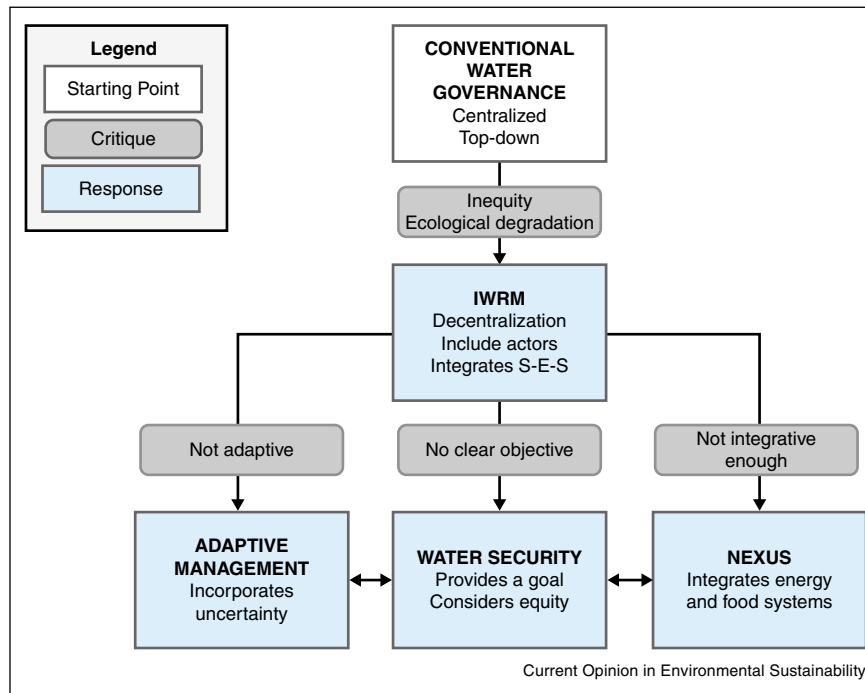 Legend
Starting Point
Critique
Response
CONVENTIONAL
WATER
GOVERNANCE
Centralized
Top-down
Inequity
Ecological degradation
IWRM
Decentralization
Include actors
Integrates S-E-S
Not adaptive
No clear objective
Not integrative
enough
ADAPTIVE
MANAGEMENT
Incorporates
uncertainty
WATER SECURITY
Provides a goal
Considers equity
NEXUS
Integrates energy
and food systems
Current Opinion in Environmental Sustainability